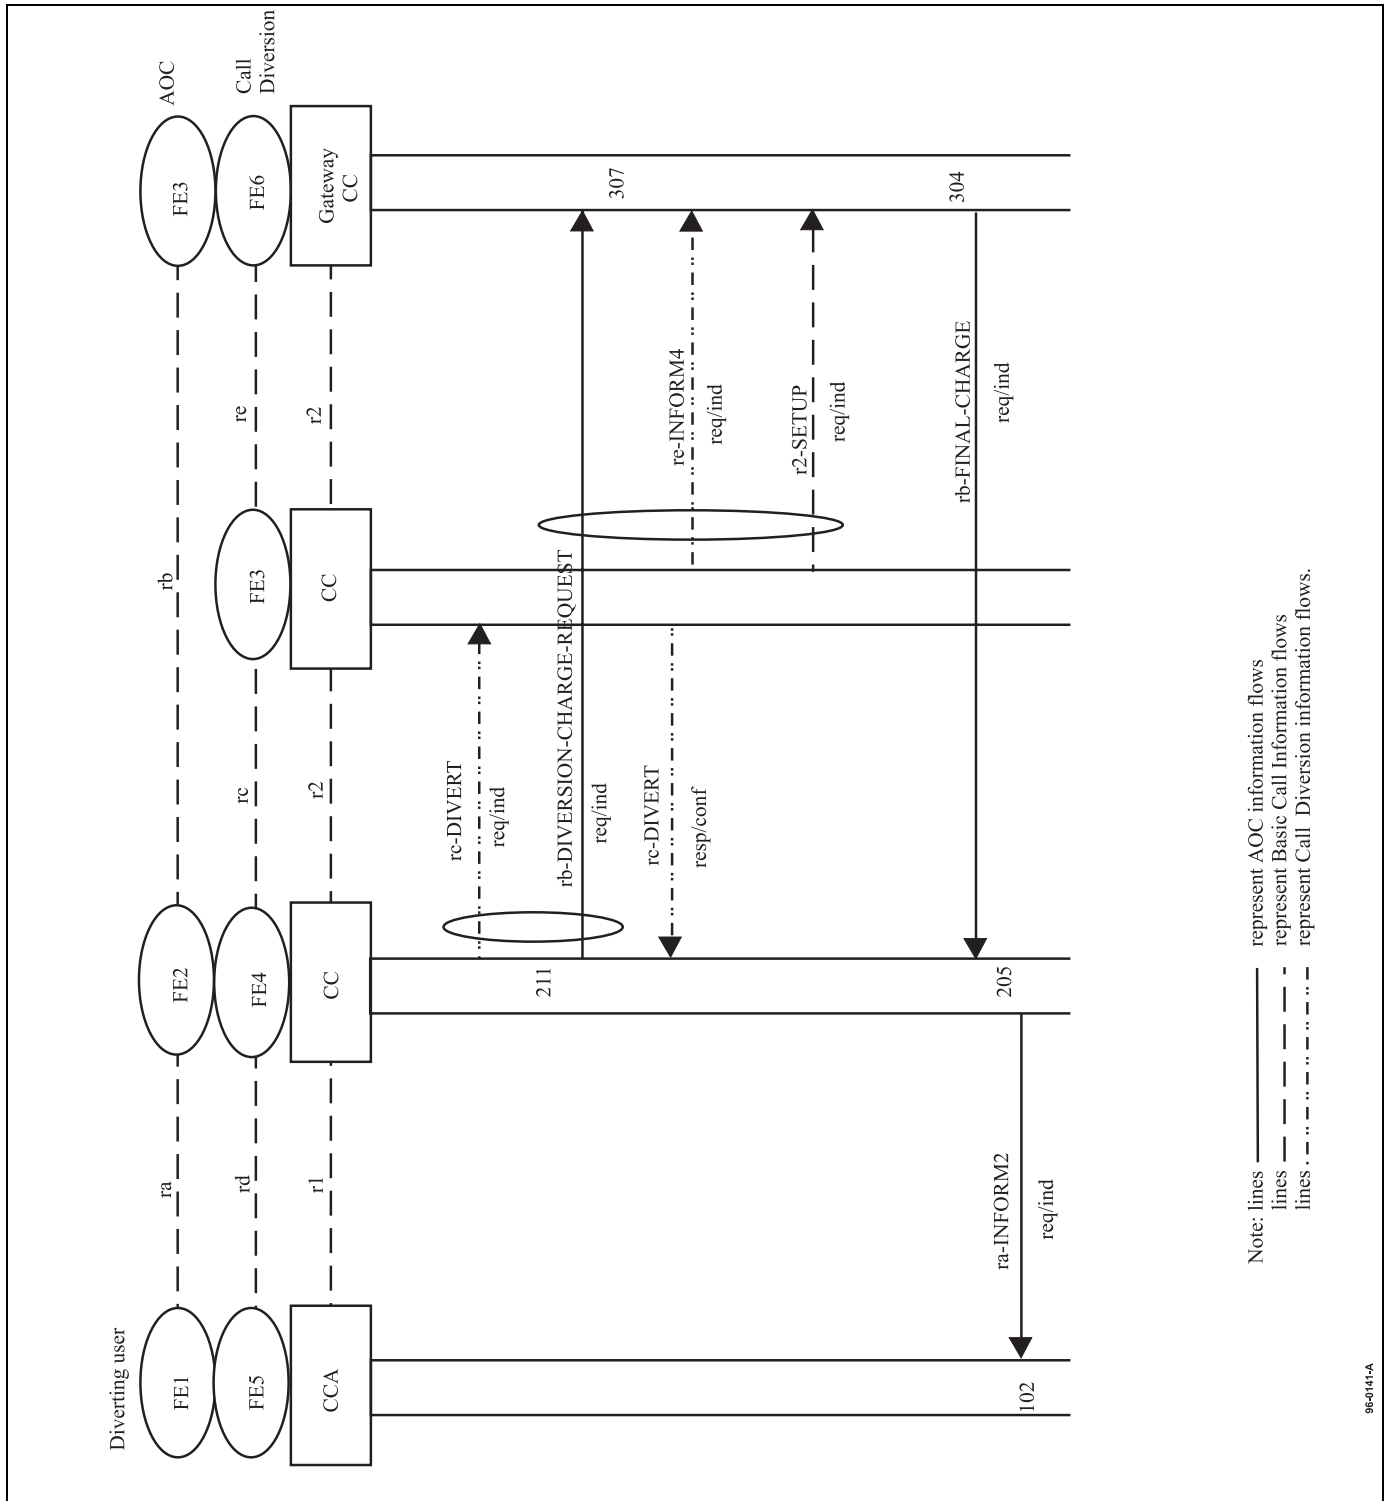 Diverting user
AOC
FE1
ra
FE2
rb
FE3
Call
Diversion
FE5
rd
FE4
rc
FE3
re
FE6
CCA
r1
CC
r2
CC
r2
Gateway
CC
rc-DIVERT
req/ind
211
rb-DIVERSION-CHARGE-REQUEST
req/ind
307
rc-DIVERT
resp/conf
re-INFORM4
req/ind
r2-SETUP
req/ind
304
rb-FINAL-CHARGE
req/ind
205
ra-INFORM2
req/ind
102
Note: lines represent AOC information flows
lines represent Basic Call Information flows
lines represent Call Diversion information flows.
96-0141-A